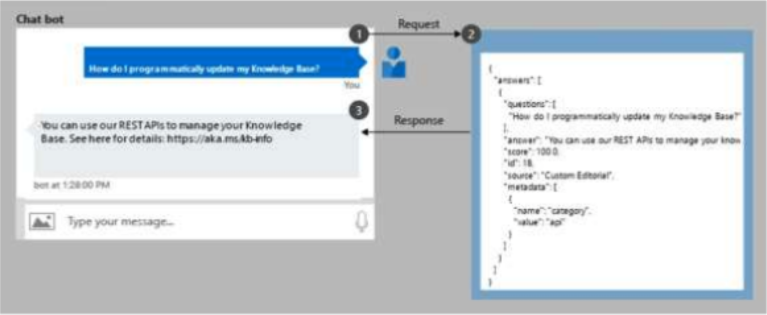 Chat bot
1
Request
2
How do I programmatically update my Knowledge Base?
You
3
Response
You can use our REST APIs to manage your Knowledge
Base. See here for details: https://aka.ms/kb-info
bot at 1:28:00 PM
Type your message...
{
"answers": [
{
"questions": [
"How do I programmatically update my Knowledge Base?"
],
"answer": "You can use our REST APIs to manage your know
"score": 100.0,
"id": 18,
"source": "Custom Editorial",
"metadata": [
{
"name": "category",
"value": "api"
}
]
}
]
}